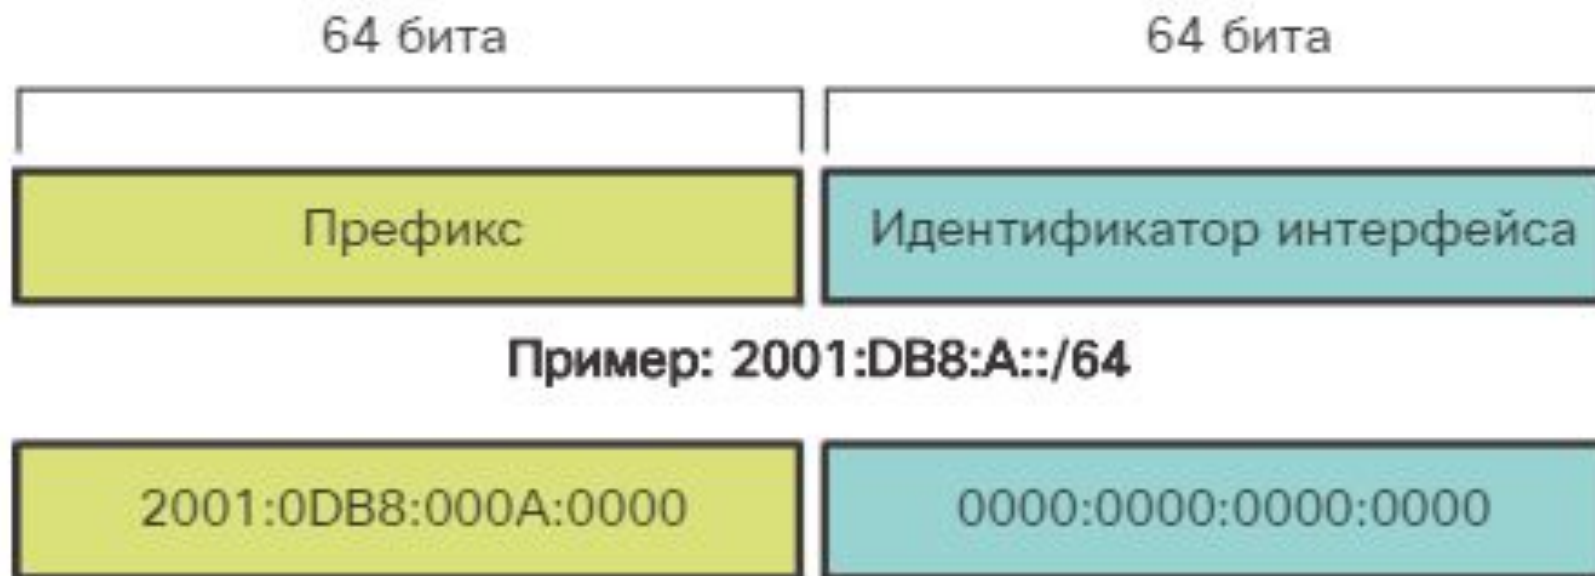 64 бита 64 бита
Префикс Идентификатор интерфейса
Пример: 2001:DB8:A::/64
2001:0DB8:000A:0000 0000:0000:0000:0000